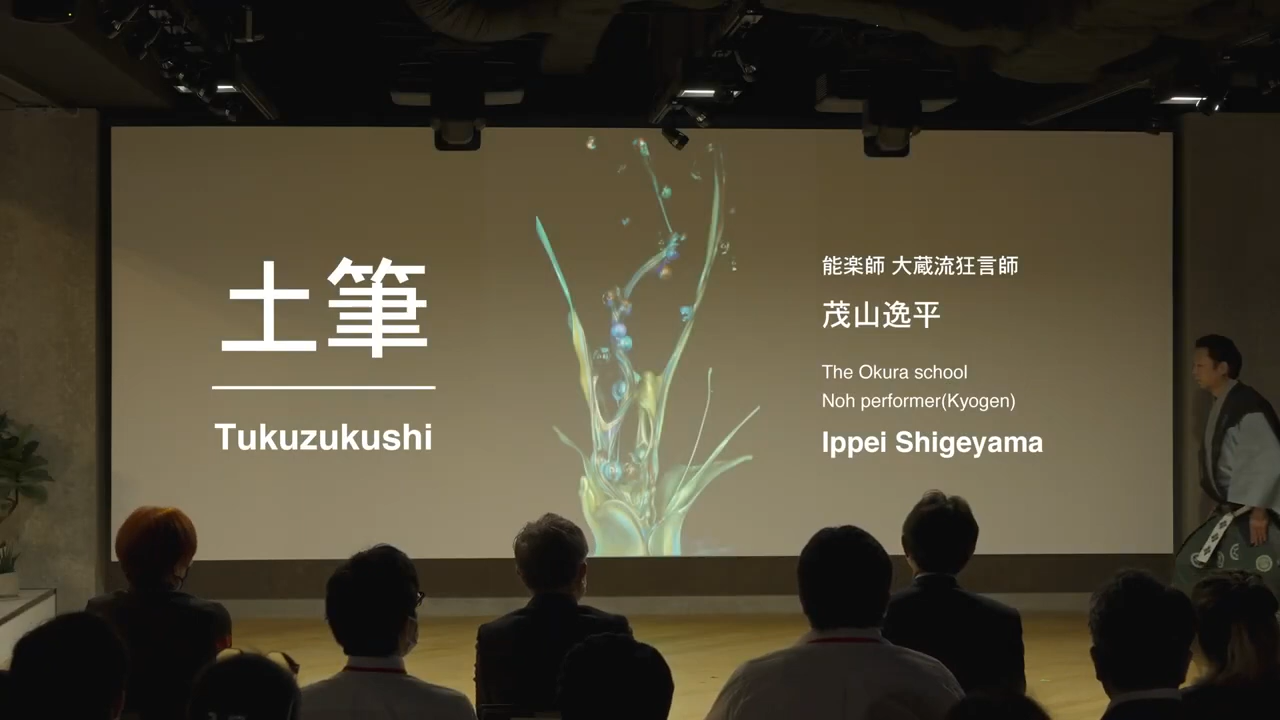 土筆
Tukuzukushi
能楽師 大蔵流狂言師
茂山逸平
The Okura school
Noh performer(Kyogen)
Ippei Shigeyama